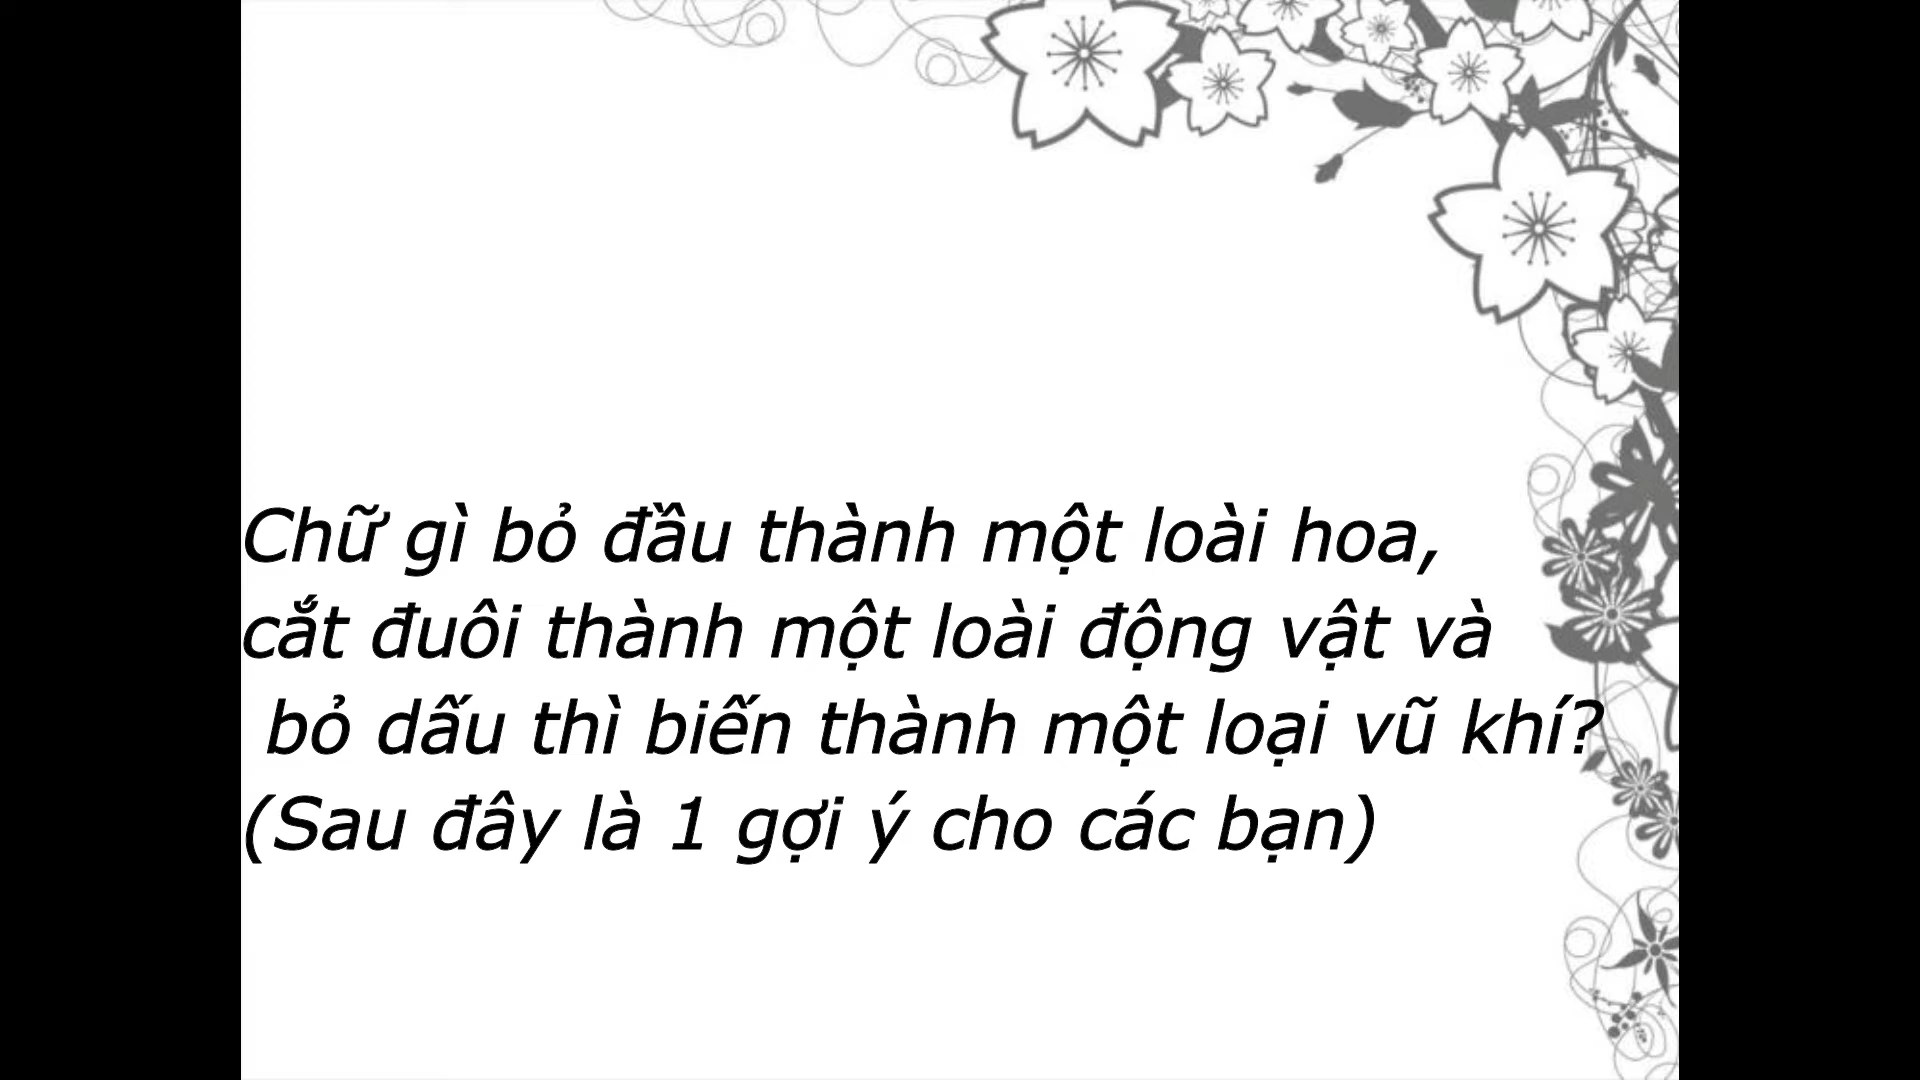 Chữ gì bỏ đầu thành một loài hoa,
cắt đuôi thành một loài động vật và
bỏ dấu thì biến thành một loại vũ khí?
(Sau đây là 1 gợi ý cho các bạn)